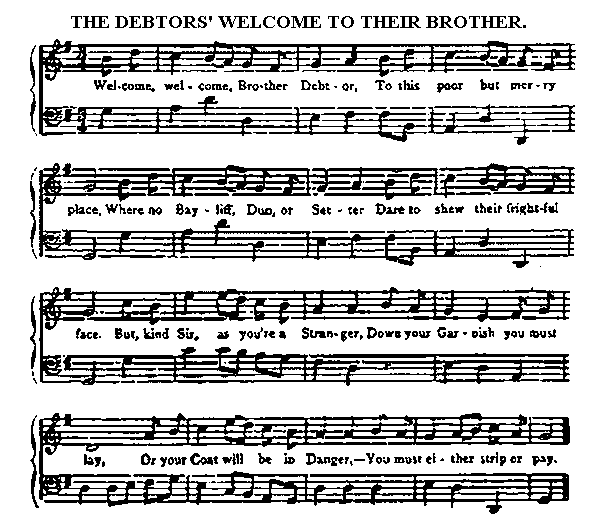 THE DEBTORS' WELCOME TO THEIR BROTHER.
Wel-come, wel - come, Bro-ther Debt - or, To this poor but mer-ry
place, Where no Bay - liff, Dun, or Set - ter Dare to shew their fright-ful
face. But, kind Sir, as you're a Stran-ger, Down your Gar - nish you must
lay, Or your Coat will be in Danger,—You must ei - ther strip or pay.